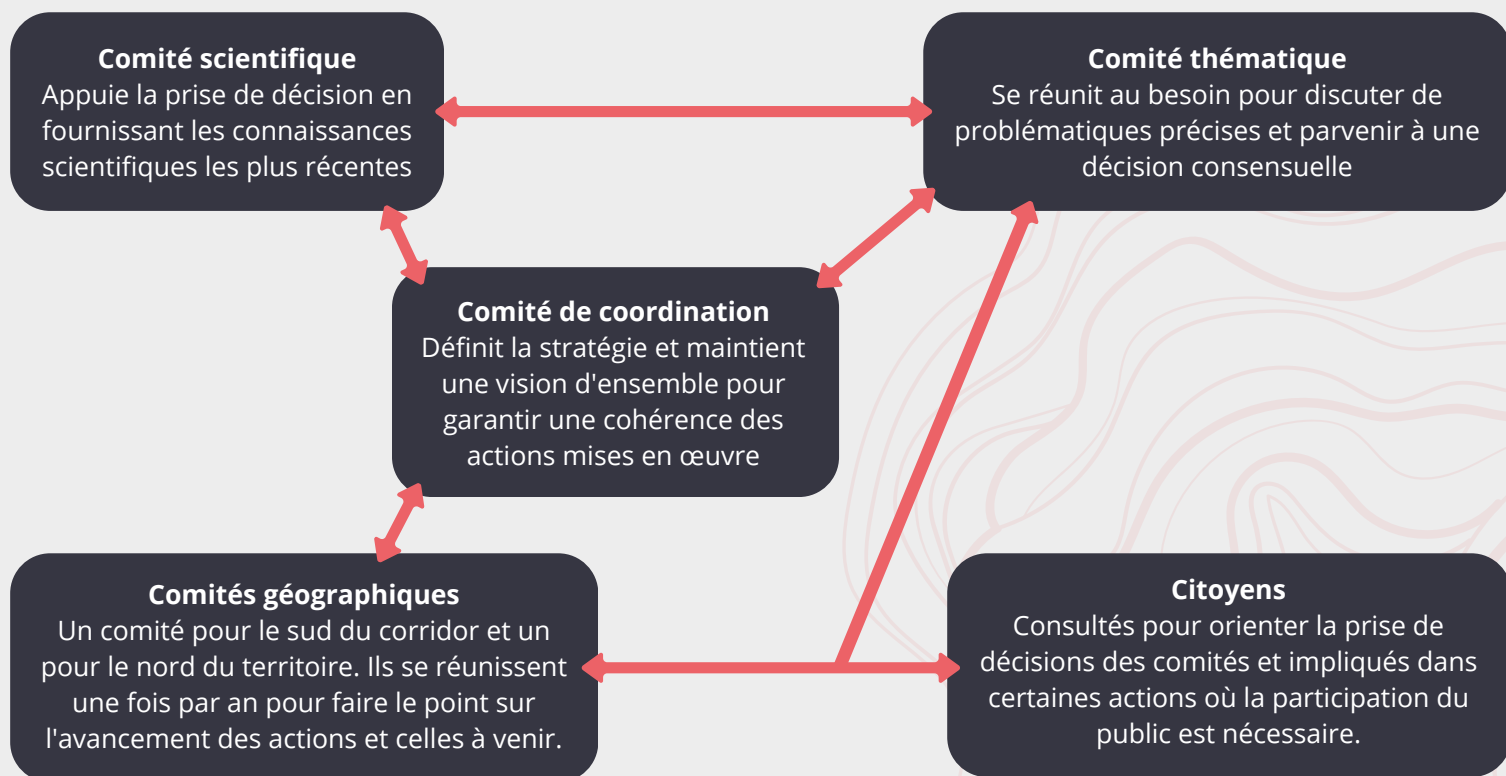 Comité scientifique
Appuie la prise de décision en
fournissant les connaissances
scientifiques les plus récentes
Comité thématique
Se réunit au besoin pour discuter de
problématiques précises et parvenir à une
décision consensuelle
Comité de coordination
Définit la stratégie et maintient
une vision d'ensemble pour
garantir une cohérence des
actions mises en œuvre
Comités géographiques
Un comité pour le sud du corridor et un
pour le nord du territoire. Ils se réunissent
une fois par an pour faire le point sur
l'avancement des actions et celles à venir.
Citoyens
Consultés pour orienter la prise de
décisions des comités et impliqués dans
certaines actions où la participation du
public est nécessaire.